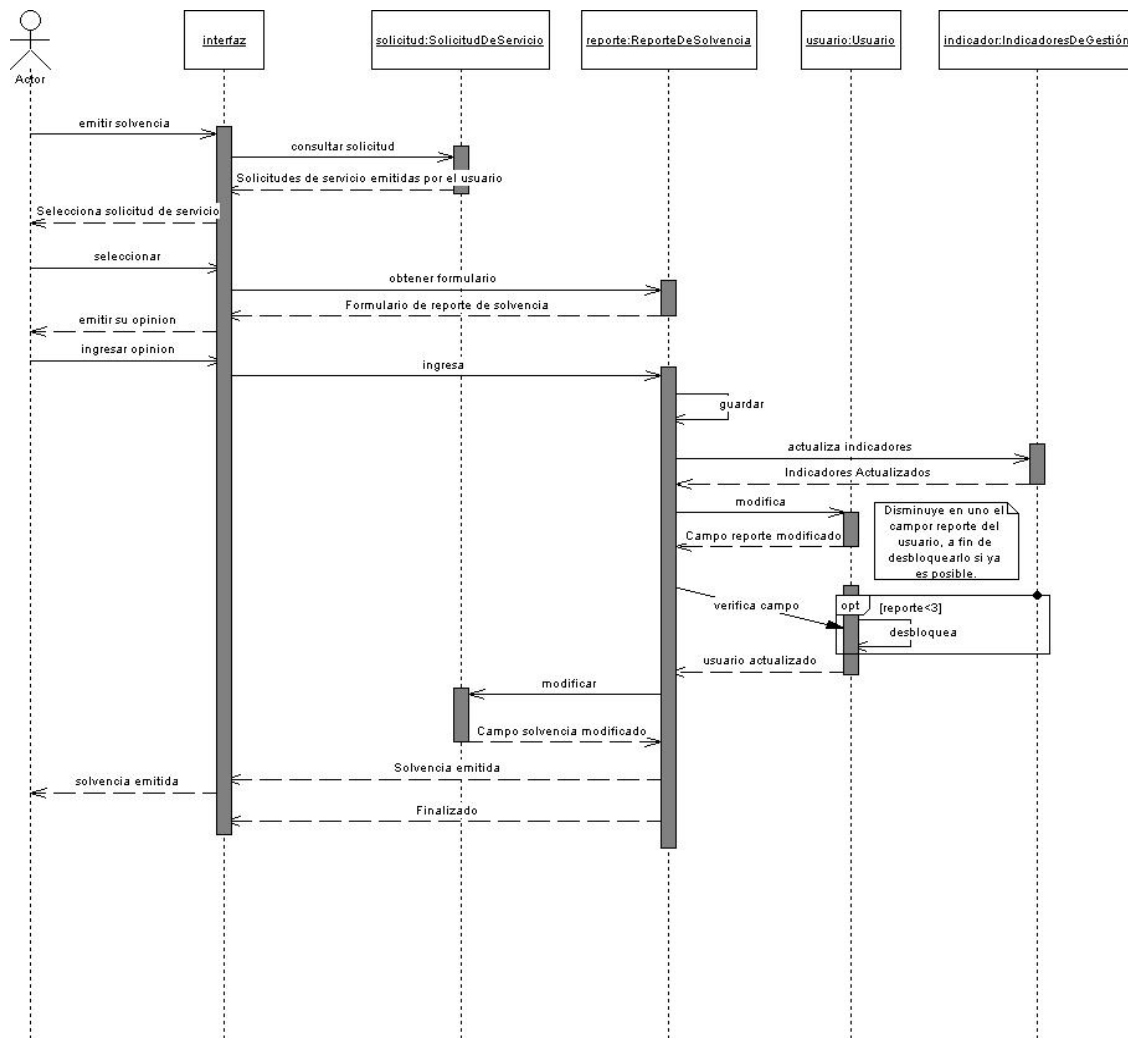 interfaz
solicitud:SolicitudDeServicio
reporte:ReporteDeSolvencia
usuario:Usuario
indicador:IndicadoresDeGestión
Actor
emitir solvencia
consultar solicitud
Solicitudes de servicio emitidas por el usuario
Selecciona solicitud de servicio
seleccionar
obtener formulario
Formulario de reporte de solvencia
emitir su opinion
ingresar opinion
ingresa
guardar
actualiza indicadores
Indicadores Actualizados
modifica
Campo reporte modificado
Disminuye en uno el
campor reporte del
usuario, a fin de
desbloquearlo si ya
es posible.
verifica campo
opt
[reporte<3]
desbloquea
usuario actualizado
modificar
Campo solvencia modificado
Solvencia emitida
solvencia emitida
Finalizado